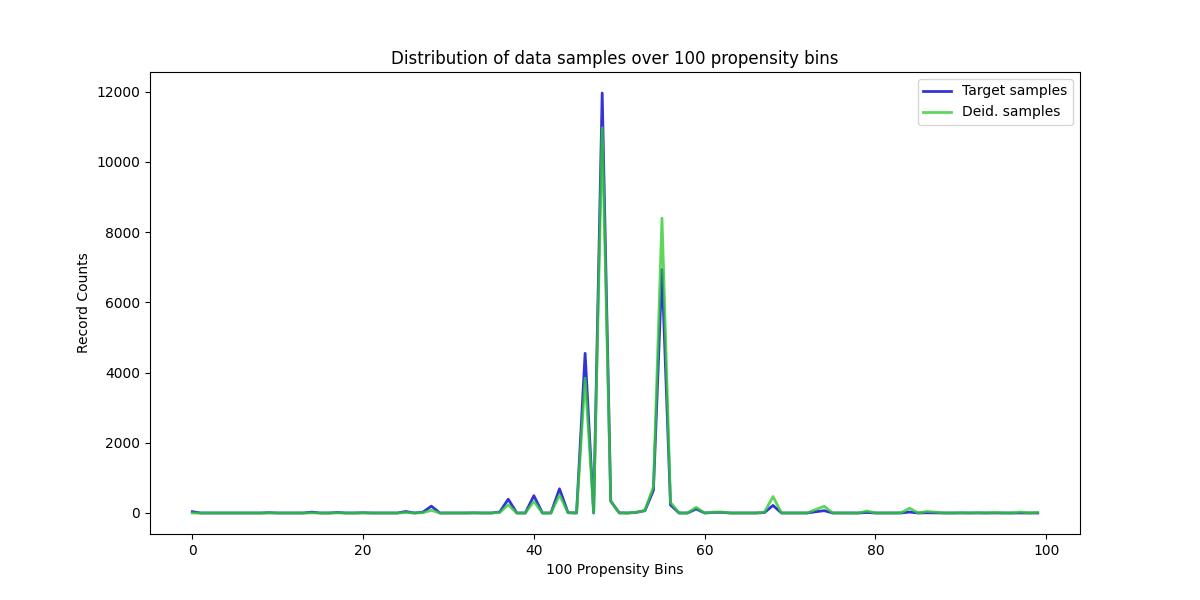 Distribution of data samples over 100 propensity bins
Target samples
Deid. samples
12000
10000
8000
6000
4000
2000
0
Record Counts
0 20 40 60 80 100
100 Propensity Bins